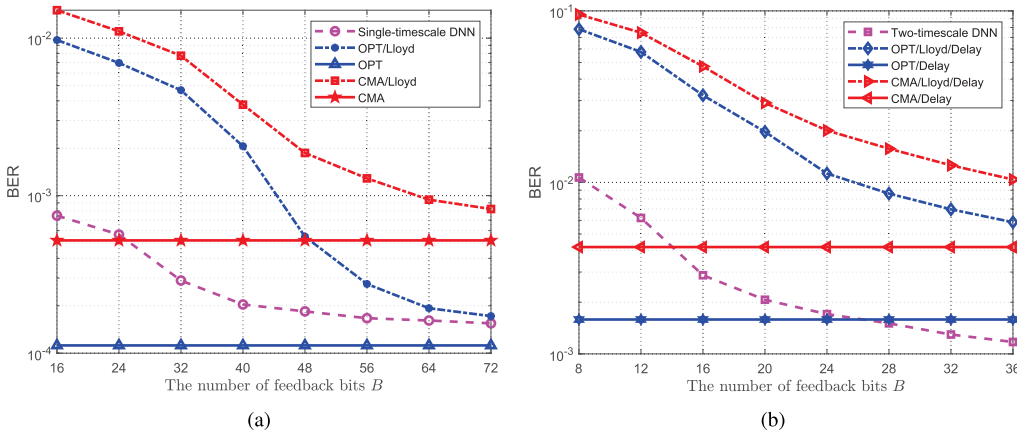 BER
10^-2
10^-3
10^-4
16 24 32 40 48 56 64 72
The number of feedback bits B
Single-timescale DNN
OPT/Lloyd
OPT
CMA/Lloyd
CMA
(a)
BER
10^-1
10^-2
10^-3
8 12 16 20 24 28 32 36
The number of feedback bits B
Two-timescale DNN
OPT/Lloyd/Delay
OPT/Delay
CMA/Lloyd/Delay
CMA/Delay
(b)